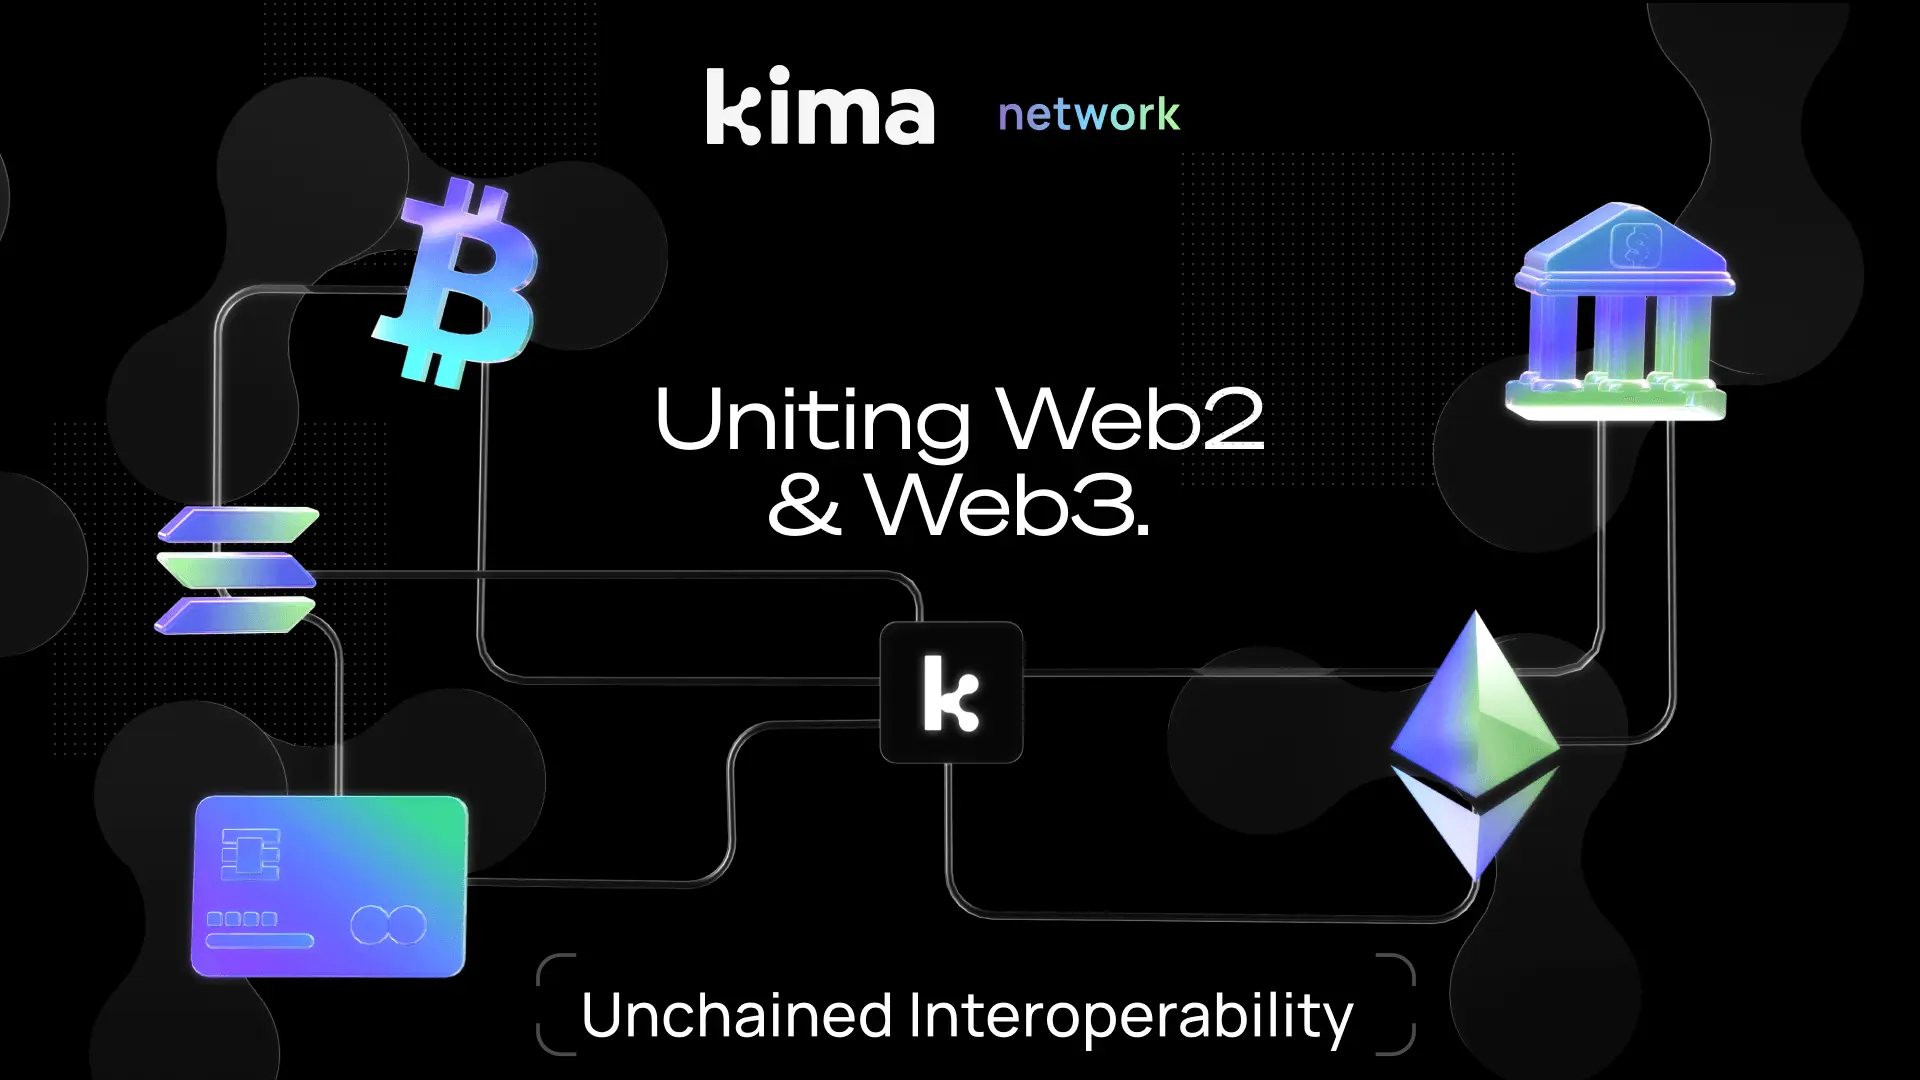 kima network
Uniting Web2
& Web3.
k
Unchained Interoperability